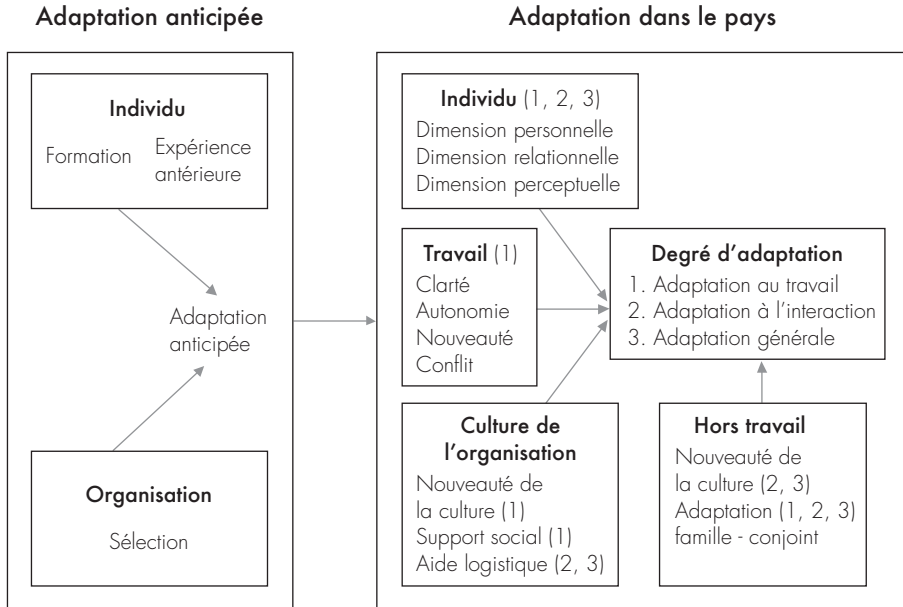 Adaptation anticipée
Individu
Formation
Expérience
antérieure
Adaptation
anticipée
Organisation
Sélection
Adaptation dans le pays
Individu (1, 2, 3)
Dimension personnelle
Dimension relationnelle
Dimension perceptuelle
Travail (1)
Clarté
Autonomie
Nouveauté
Conflit
Degré d’adaptation
1. Adaptation au travail
2. Adaptation à l’interaction
3. Adaptation générale
Culture de
l’organisation
Nouveauté de
la culture (1)
Support social (1)
Aide logistique (2, 3)
Hors travail
Nouveauté de
la culture (2, 3)
Adaptation (1, 2, 3)
famille - conjoint